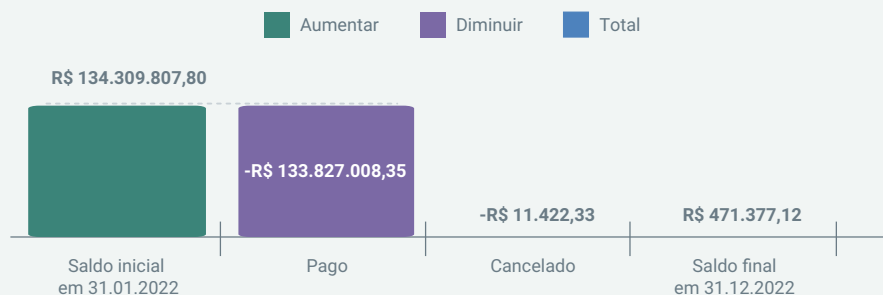 Aumentar
Diminuir
Total
R$ 134.309.807,80
-R$ 133.827.008,35
-R$ 11.422,33
R$ 471.377,12
Saldo inicial
em 31.01.2022
Pago
Cancelado
Saldo final
em 31.12.2022